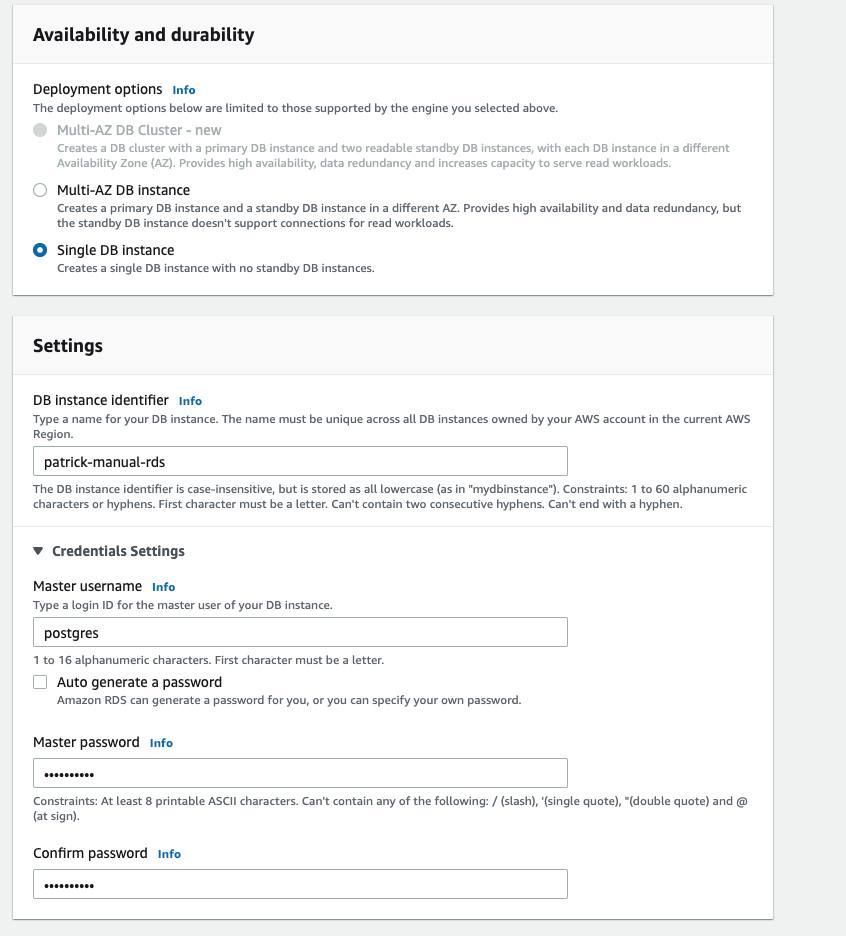 Availability and durability
Deployment options Info
The deployment options below are limited to those supported by the engine you selected above.
Multi-AZ DB Cluster - new
Creates a DB cluster with a primary DB instance and two readable standby DB instances, with each DB instance in a different
Availability Zone (AZ). Provides high availability, data redundancy and increases capacity to serve read workloads.
Multi-AZ DB instance
Creates a primary DB instance and a standby DB instance in a different AZ. Provides high availability and data redundancy, but
the standby DB instance doesn't support connections for read workloads.
Single DB instance
Creates a single DB instance with no standby DB instances.
Settings
DB instance identifier Info
Type a name for your DB instance. The name must be unique across all DB instances owned by your AWS account in the current AWS
Region.
patrick-manual-rds
The DB instance identifier is case-insensitive, but is stored as all lowercase (as in "mydbinstance"). Constraints: 1 to 60 alphanumeric
characters or hyphens. First character must be a letter. Can't contain two consecutive hyphens. Can't end with a hyphen.
Credentials Settings
Master username Info
Type a login ID for the master user of your DB instance.
postgres
1 to 16 alphanumeric characters. First character must be a letter.
Auto generate a password
Amazon RDS can generate a password for you, or you can specify your own password.
Master password Info
••••••••••
Constraints: At least 8 printable ASCII characters. Can't contain any of the following: / (slash), '(single quote), "(double quote) and @
(at sign).
Confirm password Info
••••••••••